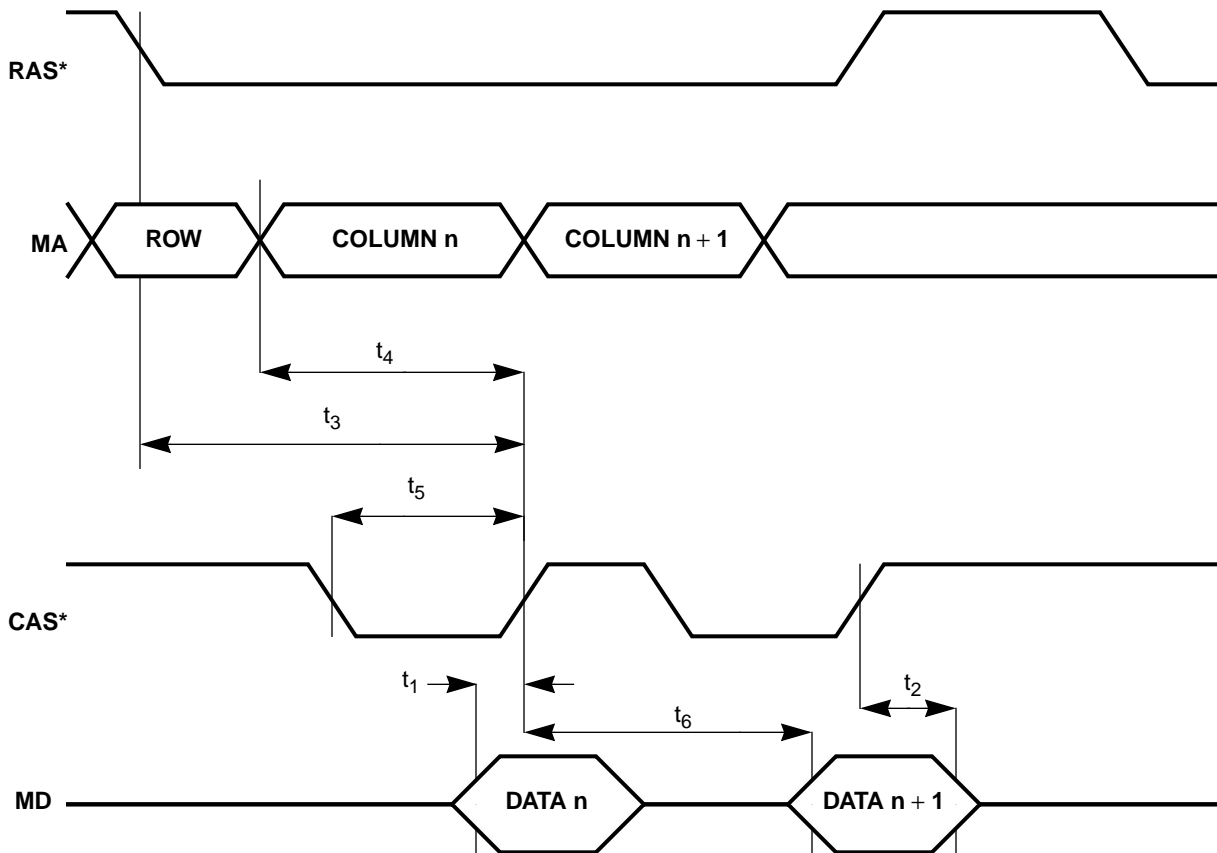 RAS*
MA
ROW
COLUMN n
COLUMN n + 1
t4
t3
t5
CAS*
t1
t2
t6
MD
DATA n
DATA n + 1